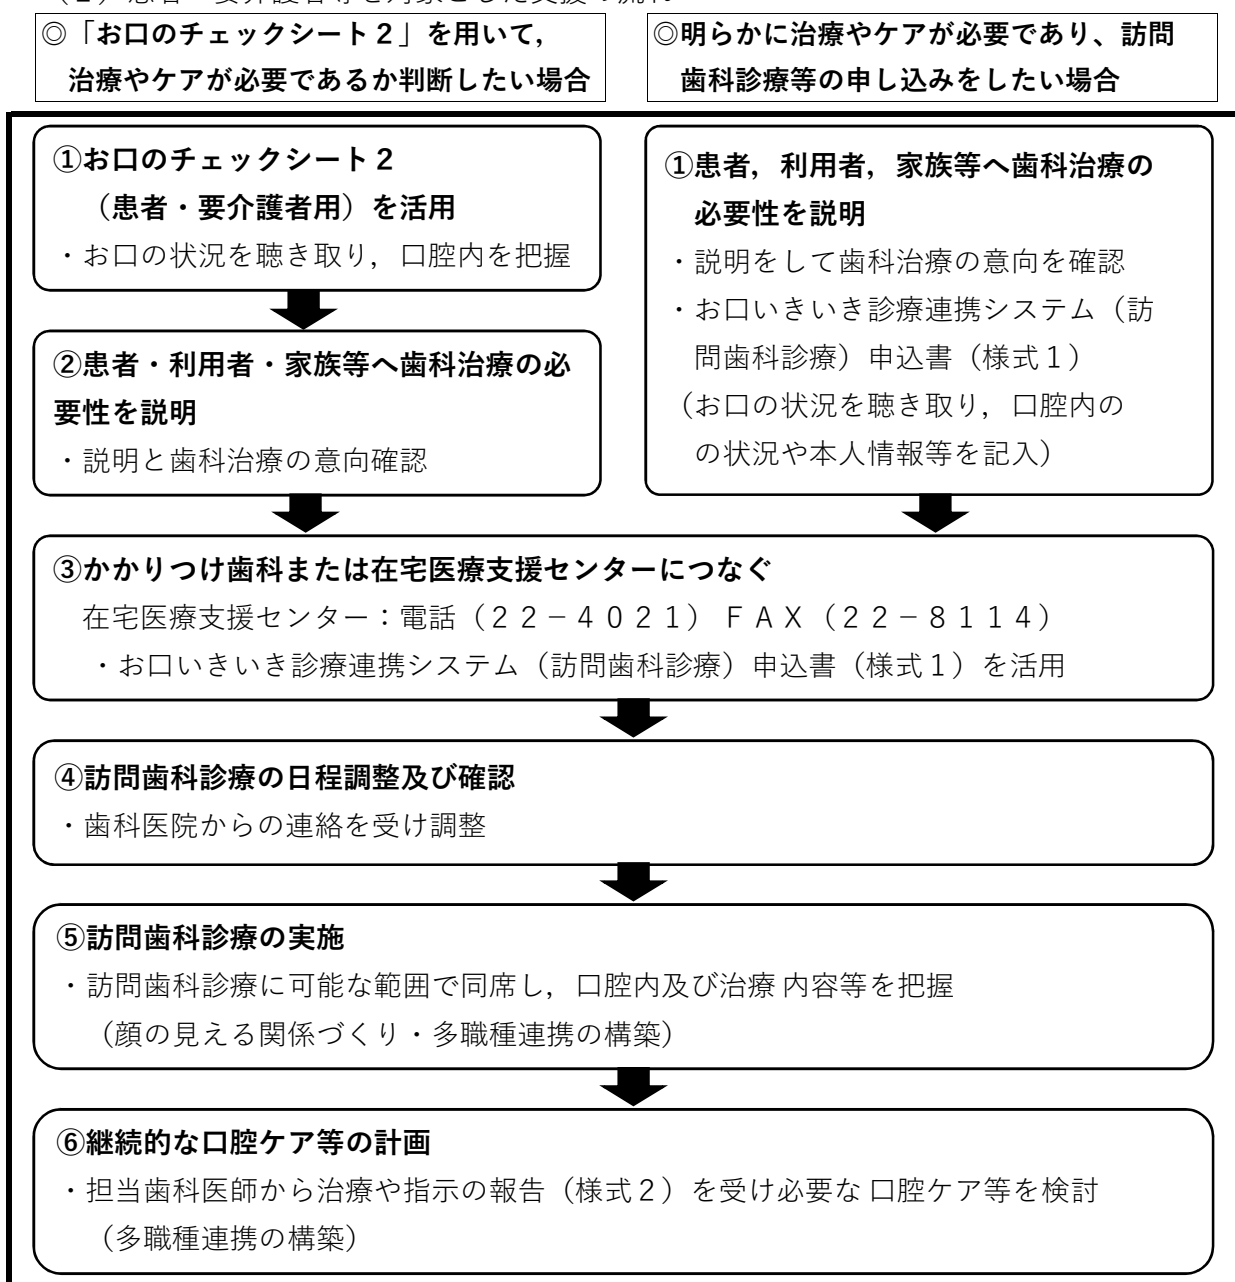 ◎「お口のチェックシート２」を用いて，
治療やケアが必要であるか判断したい場合
◎明らかに治療やケアが必要であり、訪問
歯科診療等の申し込みをしたい場合
①お口のチェックシート２
（患者・要介護者用）を活用
・お口の状況を聴き取り，口腔内を把握
②患者・利用者・家族等へ歯科治療の必
要性を説明
・説明と歯科治療の意向確認
①患者，利用者，家族等へ歯科治療の
必要性を説明
・説明をして歯科治療の意向を確認
・お口いきいき診療連携システム（訪
問歯科診療）申込書（様式１）
（お口の状況を聴き取り，口腔内の
の状況や本人情報等を記入）
③かかりつけ歯科または在宅医療支援センターにつなぐ
在宅医療支援センター：電話（２２－４０２１）ＦＡＸ（２２－８１１４）
・お口いきいき診療連携システム（訪問歯科診療）申込書（様式１）を活用
④訪問歯科診療の日程調整及び確認
・歯科医院からの連絡を受け調整
⑤訪問歯科診療の実施
・訪問歯科診療に可能な範囲で同席し，口腔内及び治療 内容等を把握
（顔の見える関係づくり・多職種連携の構築）
⑥継続的な口腔ケア等の計画
・担当歯科医師から治療や指示の報告（様式２）を受け必要な 口腔ケア等を検討
（多職種連携の構築）